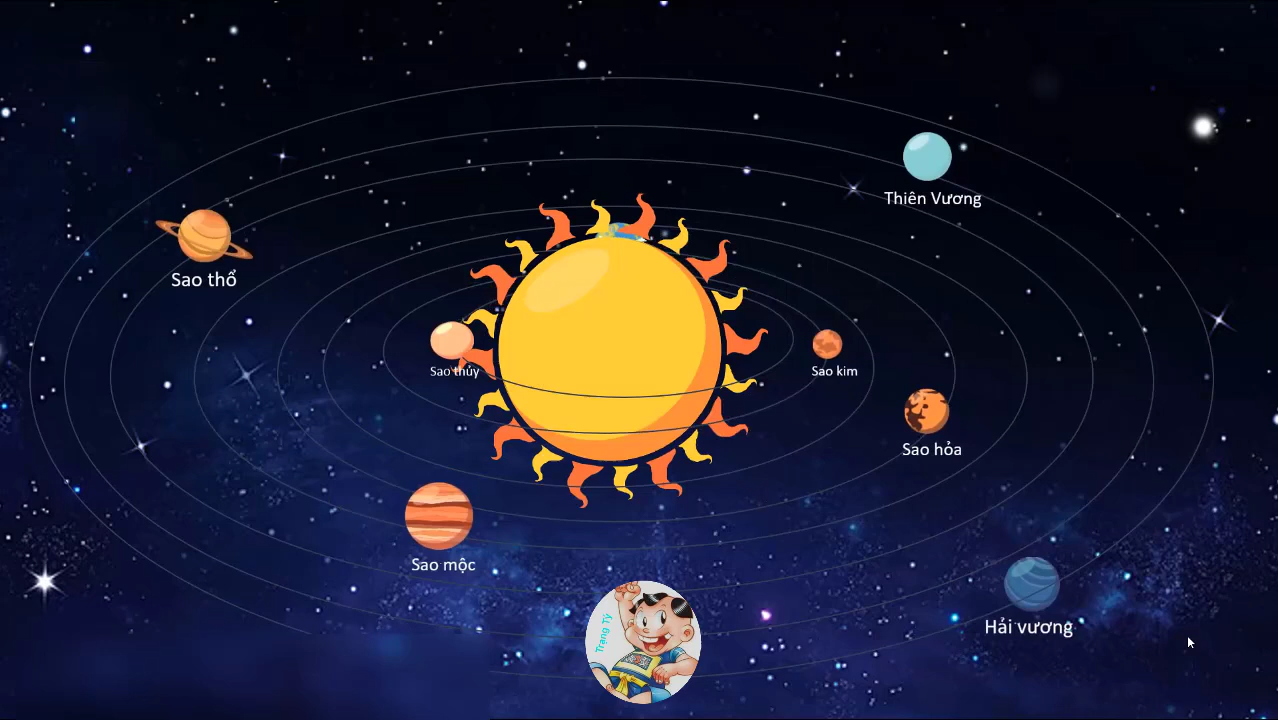 Thiên Vương
Sao thổ
Sao thủy
Sao kim
Sao hỏa
Sao mộc
Trạng Tý
Hải vương